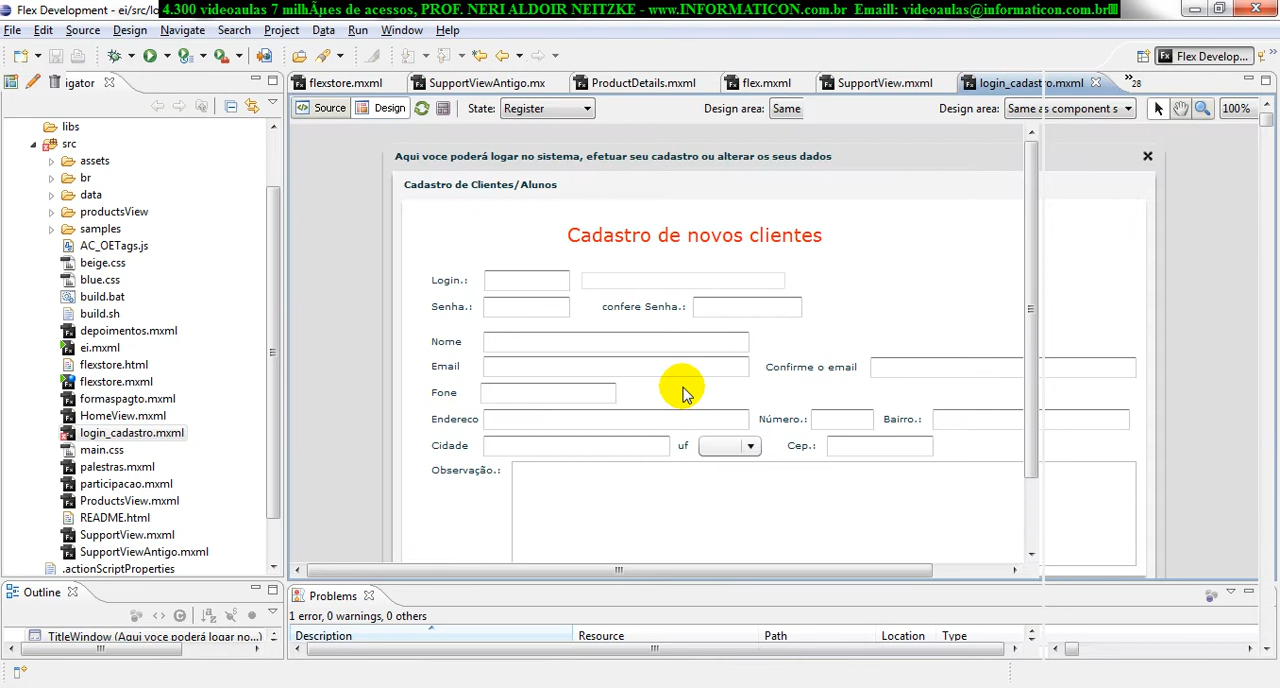 Flex Development - ei/src/lo
4.300 videoaulas 7 milhÃµes de acessos, PROF. NERI ALDOIR NEITZKE - www.INFORMATICON.com.br Emaill: videoaulas@informaticon.com.br
File Edit Source Design Navigate Search Project Data Run Window Help
Flex Develop...
igator
flexstore.mxml SupportViewAntigo.mx ProductDetails.mxml flex.mxml SupportView.mxml login_cadastro.mxml 28
Source Design State: Register Design area: Same Design area: Same as component s 100%
libs
src
assets
br
data
productsView
samples
AC_OETags.js
beige.css
blue.css
build.bat
build.sh
depoimentos.mxml
ei.mxml
flexstore.html
flexstore.mxml
formaspagto.mxml
HomeView.mxml
login_cadastro.mxml
main.css
palestras.mxml
participacao.mxml
ProductsView.mxml
README.html
SupportView.mxml
SupportViewAntigo.mxml
.actionScriptProperties
Aqui voce poderá logar no sistema, efetuar seu cadastro ou alterar os seus dados
Cadastro de Clientes/Alunos
Cadastro de novos clientes
Login.:
Senha.: confere Senha.:
Nome
Email Confirme o email
Fone
Endereco Número.: Bairro.:
Cidade uf Cep.:
Observação.:
Outline
TitleWindow (Aqui voce poderá logar no...)
Problems
1 error, 0 warnings, 0 others
Description Resource Path Location Type